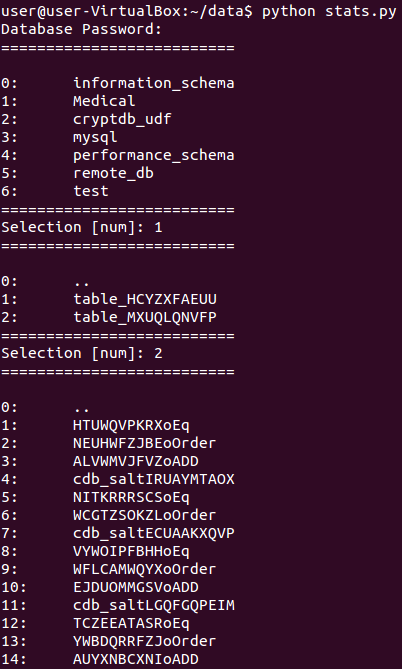 user@user-VirtualBox:~/data$ python stats.py
Database Password:
==========================
0: information_schema
1: Medical
2: cryptdb_udf
3: mysql
4: performance_schema
5: remote_db
6: test
==========================
Selection [num]: 1
==========================
0: ..
1: table_HCYZXFAEUU
2: table_MXUQLQNVFP
==========================
Selection [num]: 2
==========================
0: ..
1: HTUWQVPKRXoEq
2: NEUHWFZJBEoOrder
3: ALVWMVJFVZoADD
4: cdb_saltIRUAYMTAOX
5: NITKRRRSCSoEq
6: WCGTZSOKZLoOrder
7: cdb_saltECUAAKXQVP
8: VYWOIPFBHHoEq
9: WFLCAMWQYXoOrder
10: EJDUOMMGSVoADD
11: cdb_saltLGQFGQPEIM
12: TCZEEATASRoEq
13: YWBDQRRFZJoOrder
14: AUYXNBCXNIoADD